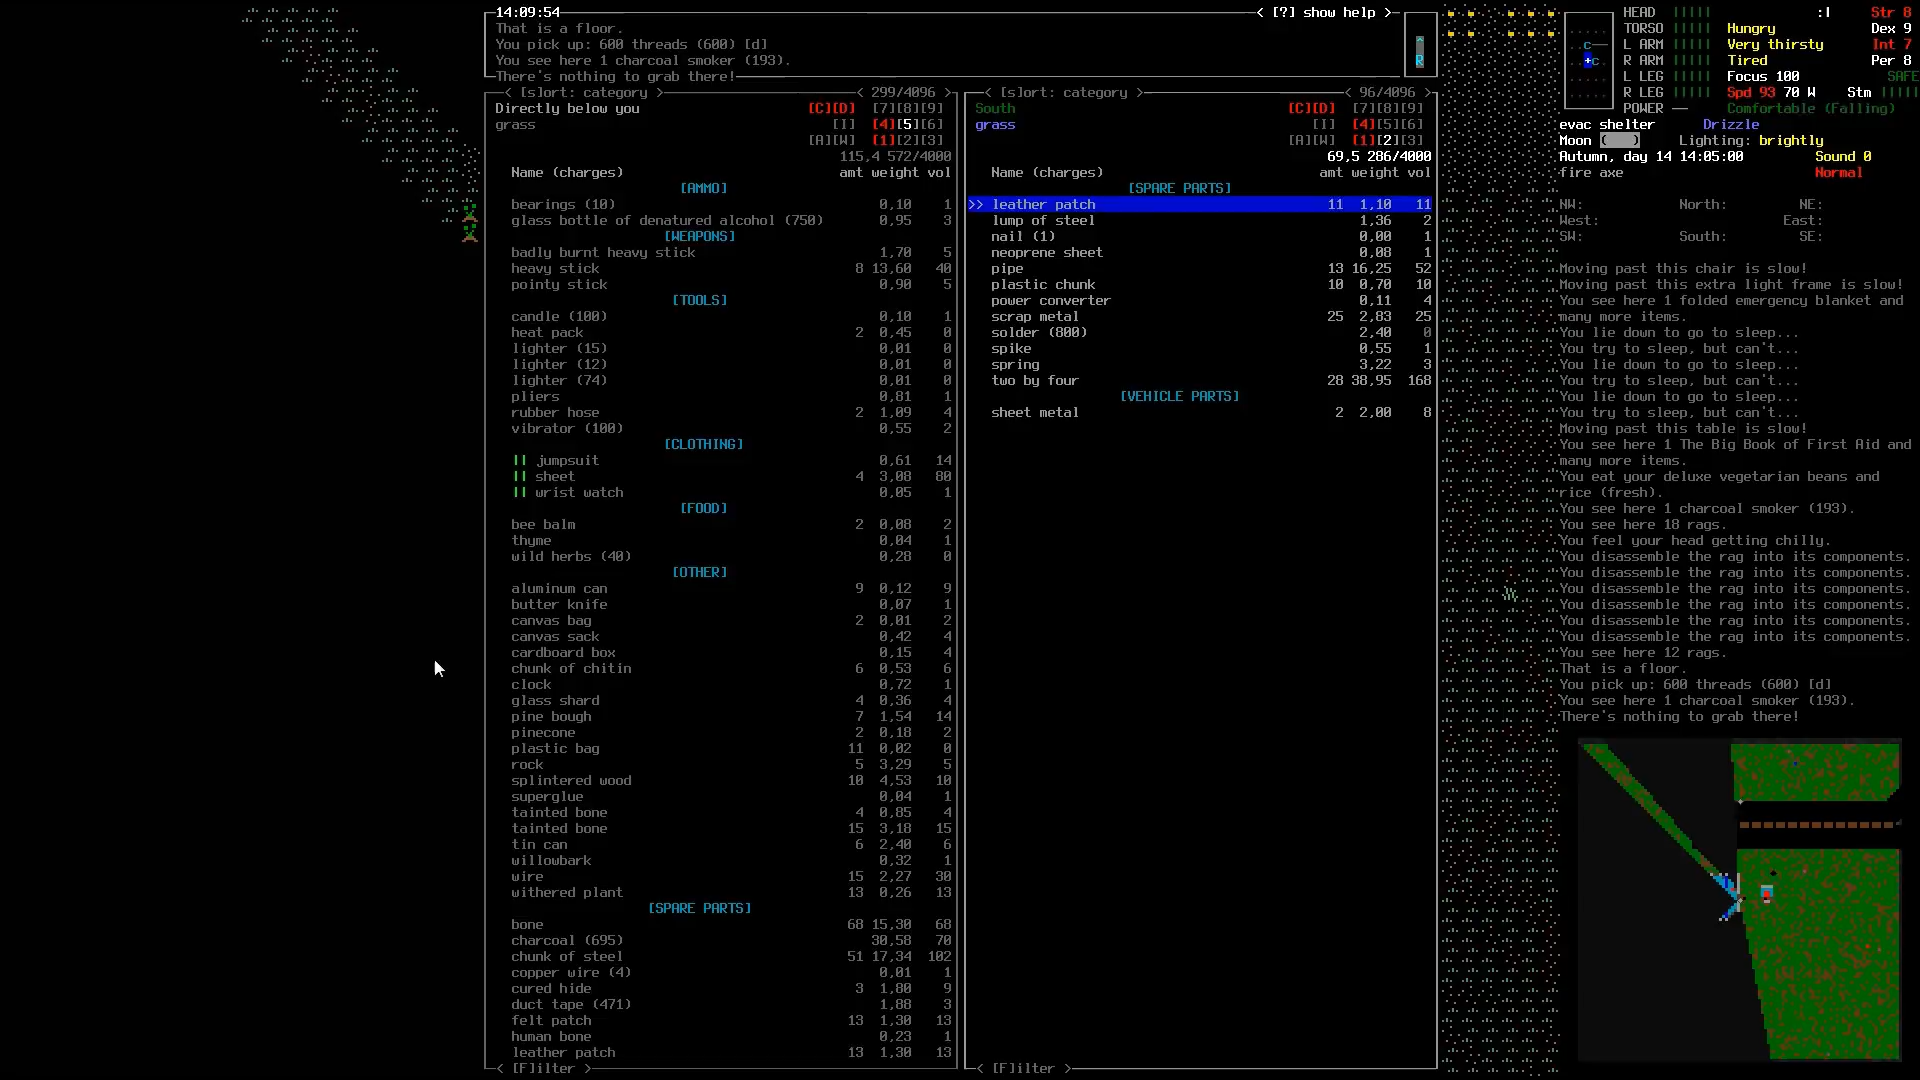 14:09:54 < [?] show help >
That is a floor.
You pick up: 600 threads (600) [d]
You see here 1 charcoal smoker (193).
There's nothing to grab there!
R
< [s]ort: category > < 299/4096 >
Directly below you [C][D] [7][8][9]
grass [I] [4][5][6]
[A][W] [1][2][3]
115,4 572/4000
Name (charges) amt weight vol
[AMMO]
bearings (10) 0,10 1
glass bottle of denatured alcohol (750) 0,95 3
[WEAPONS]
badly burnt heavy stick 1,70 5
heavy stick 8 13,60 40
pointy stick 0,90 5
[TOOLS]
candle (100) 0,10 1
heat pack 2 0,45 0
lighter (15) 0,01 0
lighter (12) 0,01 0
lighter (74) 0,01 0
pliers 0,81 1
rubber hose 2 1,09 4
vibrator (100) 0,55 2
[CLOTHING]
|| jumpsuit 0,61 14
|| sheet 4 3,08 80
|| wrist watch 0,05 1
[FOOD]
bee balm 2 0,08 2
thyme 0,04 1
wild herbs (40) 0,28 0
[OTHER]
aluminum can 9 0,12 9
butter knife 0,07 1
canvas bag 2 0,01 2
canvas sack 0,42 4
cardboard box 0,15 4
chunk of chitin 6 0,53 6
clock 0,72 1
glass shard 4 0,36 4
pine bough 7 1,54 14
pinecone 2 0,18 2
plastic bag 11 0,02 0
rock 5 3,29 5
splintered wood 10 4,53 10
superglue 0,04 1
tainted bone 4 0,85 4
tainted bone 15 3,18 15
tin can 6 2,40 6
willowbark 0,32 1
wire 15 2,27 30
withered plant 13 0,26 13
[SPARE PARTS]
bone 68 15,30 68
charcoal (695) 30,58 70
chunk of steel 51 17,34 102
copper wire (4) 0,01 1
cured hide 3 1,80 9
duct tape (471) 1,88 3
felt patch 13 1,30 13
human bone 0,23 1
leather patch 13 1,30 13
< [F]ilter >
< [s]ort: category > < 96/4096 >
South [C][D] [7][8][9]
grass [I] [4][5][6]
[A][W] [1][2][3]
69,5 286/4000
Name (charges) amt weight vol
[SPARE PARTS]
>> leather patch 11 1,10 11
lump of steel 1,36 2
nail (1) 0,00 1
neoprene sheet 0,08 1
pipe 13 16,25 52
plastic chunk 10 0,70 10
power converter 0,11 4
scrap metal 25 2,83 25
solder (800) 2,40 0
spike 0,55 1
spring 3,22 3
two by four 28 38,95 168
[VEHICLE PARTS]
sheet metal 2 2,00 8
< [F]ilter >
HEAD ||||| :I Str 8
TORSO ||||| Hungry Dex 9
L ARM ||||| Very thirsty Int 7
R ARM ||||| Tired Per 8
L LEG ||||| Focus 100 SAFE
R LEG ||||| Spd 93 70 W Stm |||||
POWER — Comfortable (Falling)
evac shelter Drizzle
Moon ( ) Lighting: brightly
Autumn, day 14 14:05:00 Sound 0
fire axe Normal
NW: North: NE:
West: East:
SW: South: SE:
Moving past this chair is slow!
Moving past this extra light frame is slow!
You see here 1 folded emergency blanket and
many more items.
You lie down to go to sleep...
You try to sleep, but can't...
You lie down to go to sleep...
You try to sleep, but can't...
You lie down to go to sleep...
You try to sleep, but can't...
Moving past this table is slow!
You see here 1 The Big Book of First Aid and
many more items.
You eat your deluxe vegetarian beans and
rice (fresh).
You see here 1 charcoal smoker (193).
You see here 18 rags.
You feel your head getting chilly.
You disassemble the rag into its components.
You disassemble the rag into its components.
You disassemble the rag into its components.
You disassemble the rag into its components.
You disassemble the rag into its components.
You disassemble the rag into its components.
You see here 12 rags.
That is a floor.
You pick up: 600 threads (600) [d]
You see here 1 charcoal smoker (193).
There's nothing to grab there!